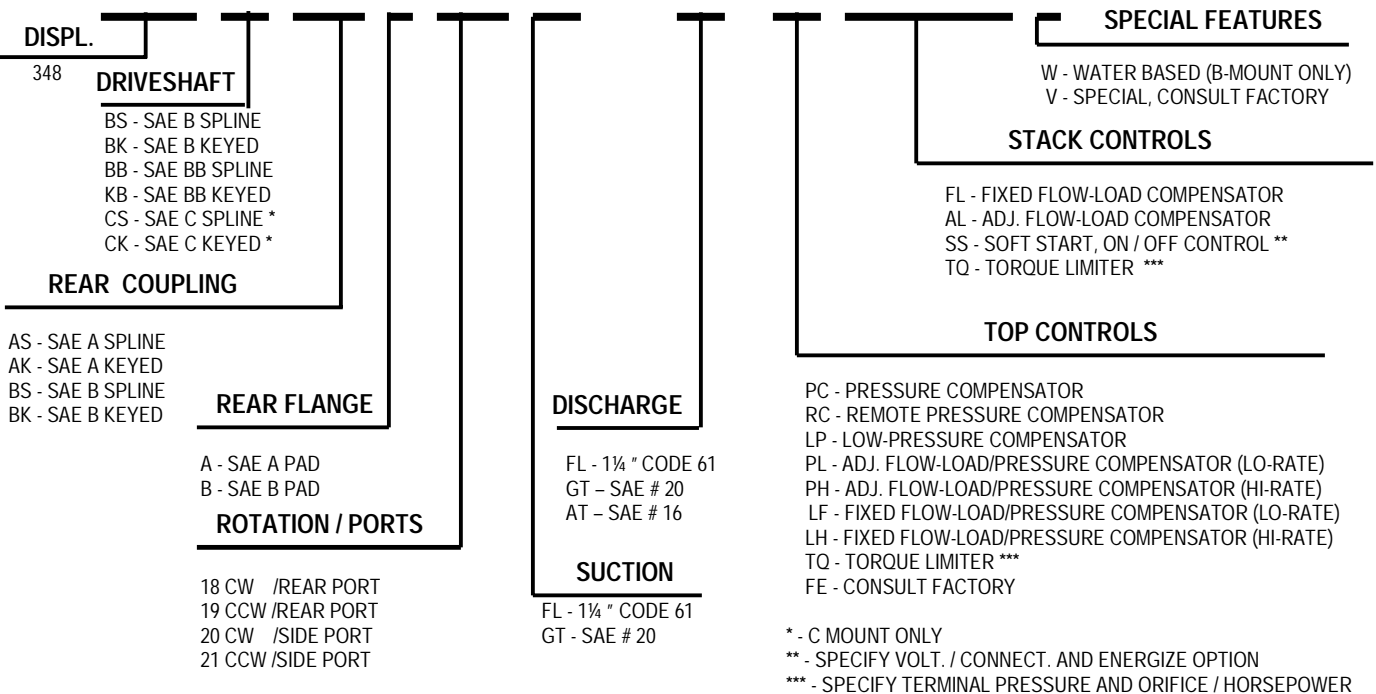 DISPL.
348
DRIVESHAFT
BS - SAE B SPLINE
BK - SAE B KEYED
BB - SAE BB SPLINE
KB - SAE BB KEYED
CS - SAE C SPLINE *
CK - SAE C KEYED *
REAR COUPLING
AS - SAE A SPLINE
AK - SAE A KEYED
BS - SAE B SPLINE
BK - SAE B KEYED
REAR FLANGE
A - SAE A PAD
B - SAE B PAD
ROTATION / PORTS
18 CW /REAR PORT
19 CCW /REAR PORT
20 CW /SIDE PORT
21 CCW /SIDE PORT
DISCHARGE
FL - 1¼ " CODE 61
GT – SAE # 20
AT – SAE # 16
SUCTION
FL - 1¼ " CODE 61
GT - SAE # 20
SPECIAL FEATURES
W - WATER BASED (B-MOUNT ONLY)
V - SPECIAL, CONSULT FACTORY
STACK CONTROLS
FL - FIXED FLOW-LOAD COMPENSATOR
AL - ADJ. FLOW-LOAD COMPENSATOR
SS - SOFT START, ON / OFF CONTROL **
TQ - TORQUE LIMITER ***
TOP CONTROLS
PC - PRESSURE COMPENSATOR
RC - REMOTE PRESSURE COMPENSATOR
LP - LOW-PRESSURE COMPENSATOR
PL - ADJ. FLOW-LOAD/PRESSURE COMPENSATOR (LO-RATE)
PH - ADJ. FLOW-LOAD/PRESSURE COMPENSATOR (HI-RATE)
LF - FIXED FLOW-LOAD/PRESSURE COMPENSATOR (LO-RATE)
LH - FIXED FLOW-LOAD/PRESSURE COMPENSATOR (HI-RATE)
TQ - TORQUE LIMITER ***
FE - CONSULT FACTORY
* - C MOUNT ONLY
** - SPECIFY VOLT. / CONNECT. AND ENERGIZE OPTION
*** - SPECIFY TERMINAL PRESSURE AND ORIFICE / HORSEPOWER